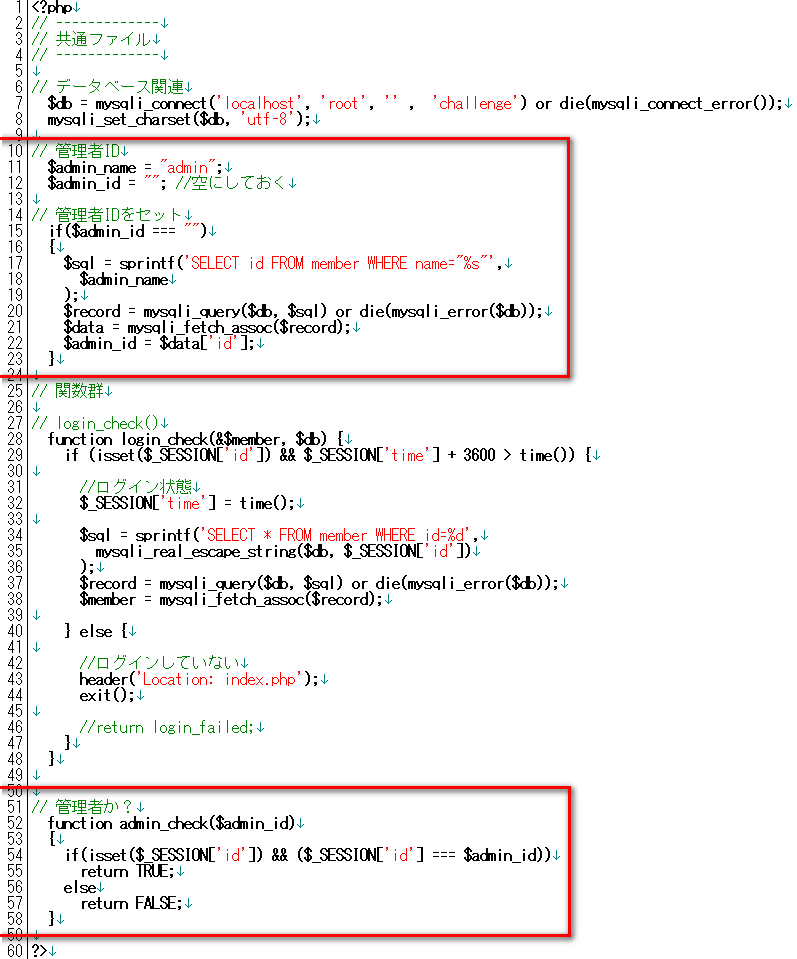 1 <?php↓
2 // -------------↓
3 // 共通ファイル↓
4 // -------------↓
5 ↓
6 // データベース関連↓
7 $db = mysqli_connect('localhost', 'root', '' , 'challenge') or die(mysqli_connect_error());↓
8 mysqli_set_charset($db, 'utf-8');↓
9 ↓
10 // 管理者ID↓
11 $admin_name = "admin";↓
12 $admin_id = ""; //空にしておく↓
13 ↓
14 // 管理者IDをセット↓
15 if($admin_id === "")↓
16 {↓
17 $sql = sprintf('SELECT id FROM member WHERE name="%s"',↓
18 $admin_name↓
19 );↓
20 $record = mysqli_query($db, $sql) or die(mysqli_error($db));↓
21 $data = mysqli_fetch_assoc($record);↓
22 $admin_id = $data['id'];↓
23 }↓
24 ↓
25 // 関数群↓
26 ↓
27 // login_check()↓
28 function login_check(&$member, $db) {↓
29 if (isset($_SESSION['id']) && $_SESSION['time'] + 3600 > time()) {↓
30 ↓
31 //ログイン状態↓
32 $_SESSION['time'] = time();↓
33 ↓
34 $sql = sprintf('SELECT * FROM member WHERE id=%d',↓
35 mysqli_real_escape_string($db, $_SESSION['id'])↓
36 );↓
37 $record = mysqli_query($db, $sql) or die(mysqli_error($db));↓
38 $member = mysqli_fetch_assoc($record);↓
39 ↓
40 } else {↓
41 ↓
42 //ログインしていない↓
43 header('Location: index.php');↓
44 exit();↓
45 ↓
46 //return login_failed;↓
47 }↓
48 }↓
49 ↓
50 ↓
51 // 管理者か？↓
52 function admin_check($admin_id)↓
53 {↓
54 if(isset($_SESSION['id']) && ($_SESSION['id'] === $admin_id))↓
55 return TRUE;↓
56 else↓
57 return FALSE;↓
58 }↓
59 ↓
60 ?>↓